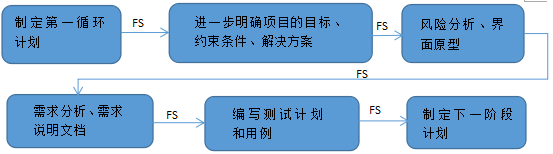 制定第一循环
计划
FS
进一步明确项目的目标、
约束条件、解决方案
FS
风险分析、界
面原型
FS
需求分析、需求
说明文档
FS
编写测试计划
和用例
FS
制定下一阶段
计划